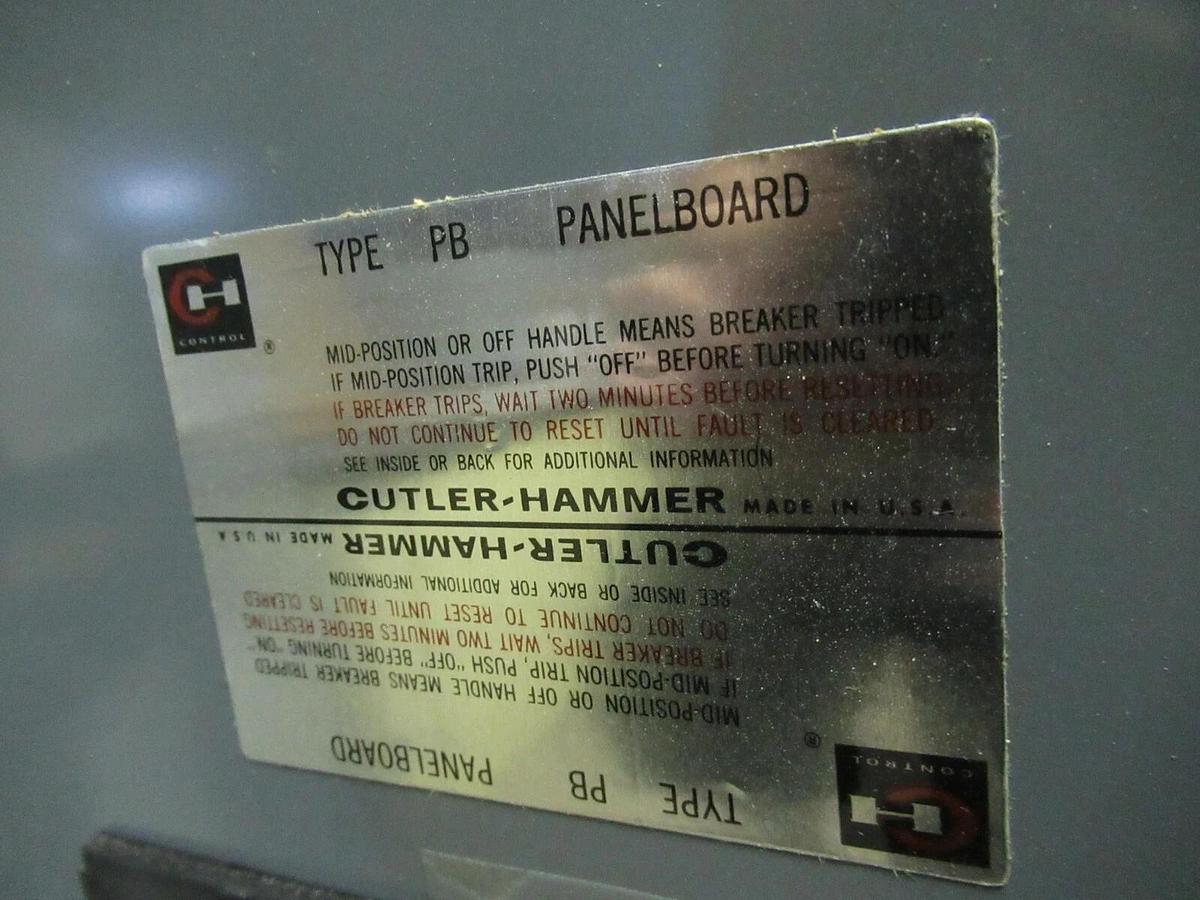 TYPE PB PANELBOARD
CH
CONTROL
®
MID-POSITION OR OFF HANDLE MEANS BREAKER TRIPPED
IF MID-POSITION TRIP, PUSH "OFF" BEFORE TURNING "ON."
IF BREAKER TRIPS, WAIT TWO MINUTES BEFORE RESETTING.
DO NOT CONTINUE TO RESET UNTIL FAULT IS CLEARED.
SEE INSIDE OR BACK FOR ADDITIONAL INFORMATION
CUTLER-HAMMER MADE IN U.S.A.
CUTLER-HAMMER MADE IN U.S.A
SEE INSIDE OR BACK FOR ADDITIONAL INFORMATION
DO NOT CONTINUE TO RESET UNTIL FAULT IS CLEARED
IF BREAKER TRIPS, WAIT TWO MINUTES BEFORE RESETTING
IF MID-POSITION TRIP, PUSH "OFF" BEFORE TURNING "ON"
MID-POSITION OR OFF HANDLE MEANS BREAKER TRIPPED
®
CONTROL
CH
TYPE PB PANELBOARD